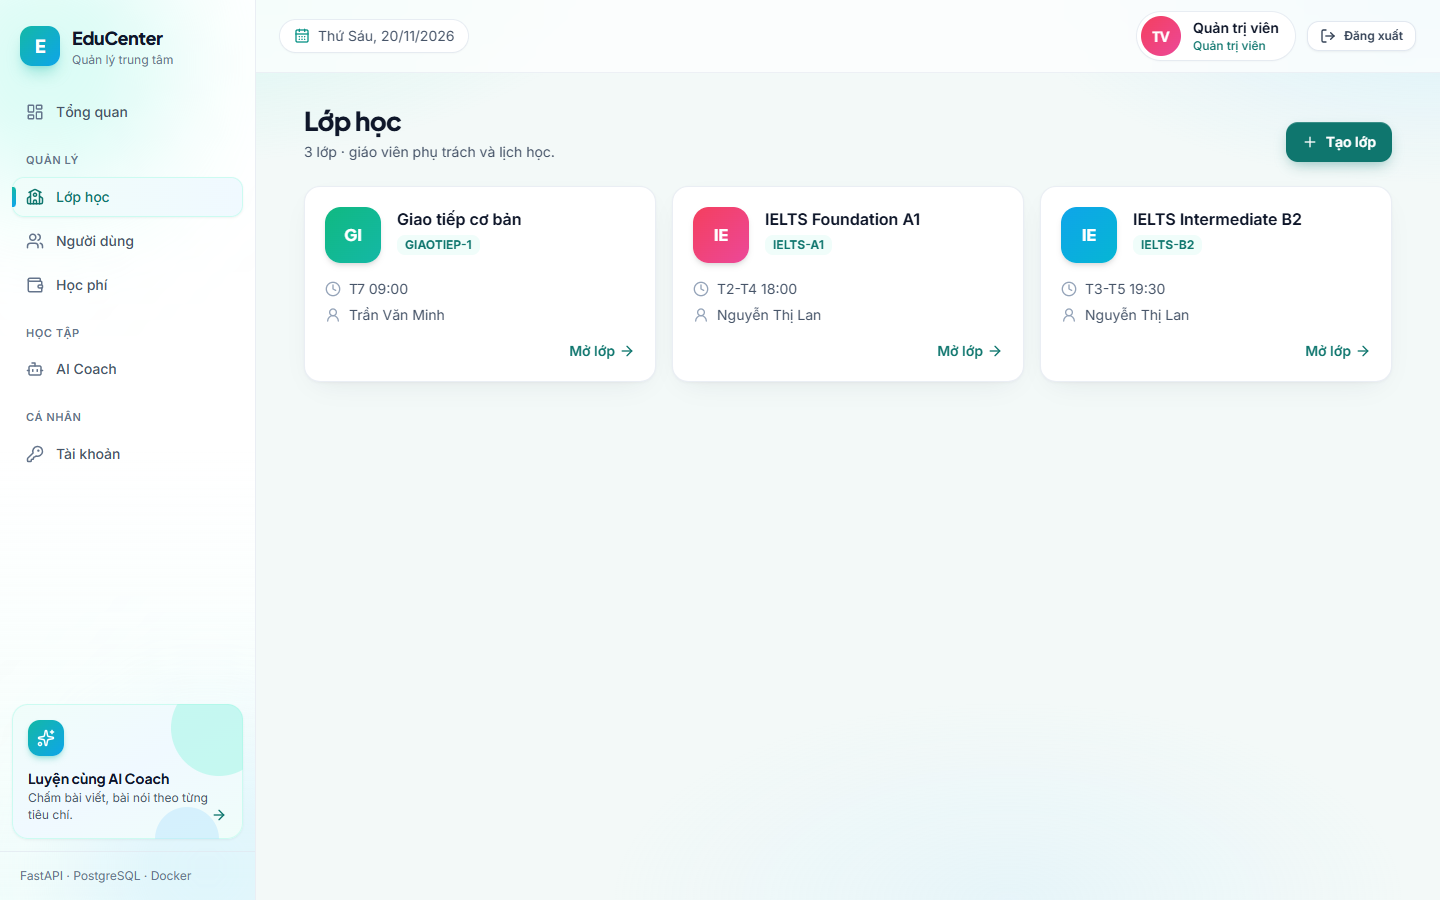 E
EduCenter
Quản lý trung tâm
Tổng quan
QUẢN LÝ
Lớp học
Người dùng
Học phí
HỌC TẬP
AI Coach
CÁ NHÂN
Tài khoản
Luyện cùng AI Coach
Chấm bài viết, bài nói theo từng
tiêu chí.
FastAPI · PostgreSQL · Docker
Thứ Sáu, 20/11/2026
TV
Quản trị viên
Quản trị viên
Đăng xuất
Lớp học
3 lớp · giáo viên phụ trách và lịch học.
Tạo lớp
GI
Giao tiếp cơ bản
GIAOTIEP-1
T7 09:00
Trần Văn Minh
Mở lớp
IE
IELTS Foundation A1
IELTS-A1
T2-T4 18:00
Nguyễn Thị Lan
Mở lớp
IE
IELTS Intermediate B2
IELTS-B2
T3-T5 19:30
Nguyễn Thị Lan
Mở lớp